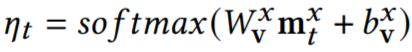 η_t = softmax(W_v^x m_t^x + b_v^x)